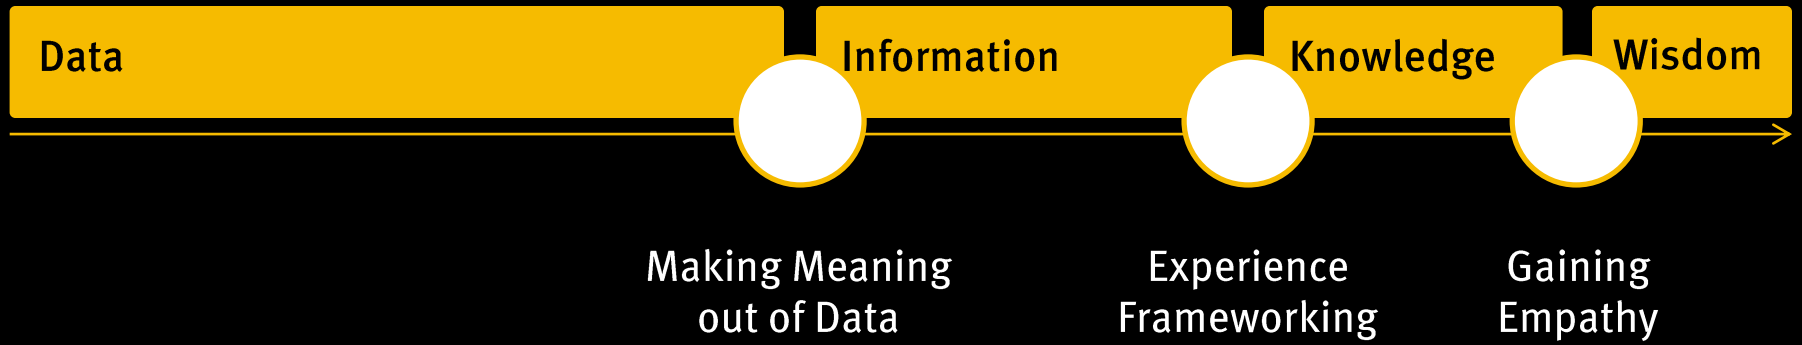 Data
Information
Knowledge
Wisdom
Making Meaning
out of Data
Experience
Frameworking
Gaining
Empathy